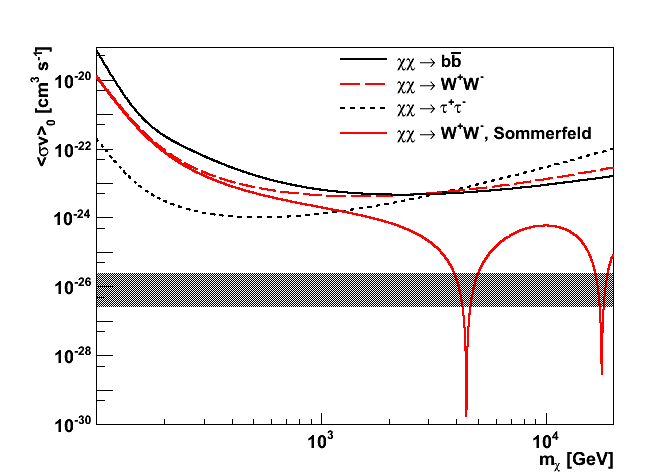 <σv>₀ [cm³ s⁻¹]
10⁻²⁰
10⁻²²
10⁻²⁴
10⁻²⁶
10⁻²⁸
10⁻³⁰
χχ → bb̅
χχ → W⁺W⁻
χχ → τ⁺τ⁻
χχ → W⁺W⁻, Sommerfeld
10³
10⁴
mᵪ [GeV]